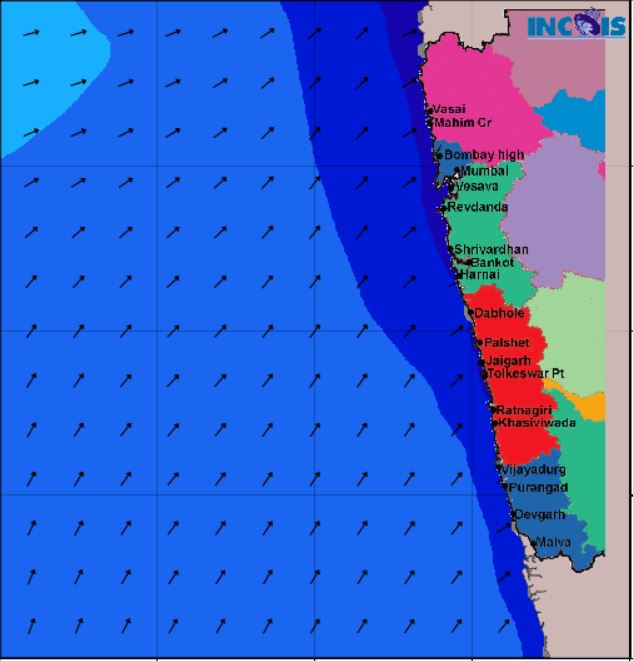 INCOIS
Vasai
Mahim Cr
Bombay high
Mumbai
Vesava
Revdanda
Shrivardhan
Bankot
Harnai
Dabhole
Palshet
Jaigarh
Tolkeswar Pt
Ratnagiri
Khasiviwada
Vijayadurg
Purangad
Devgarh
Malva